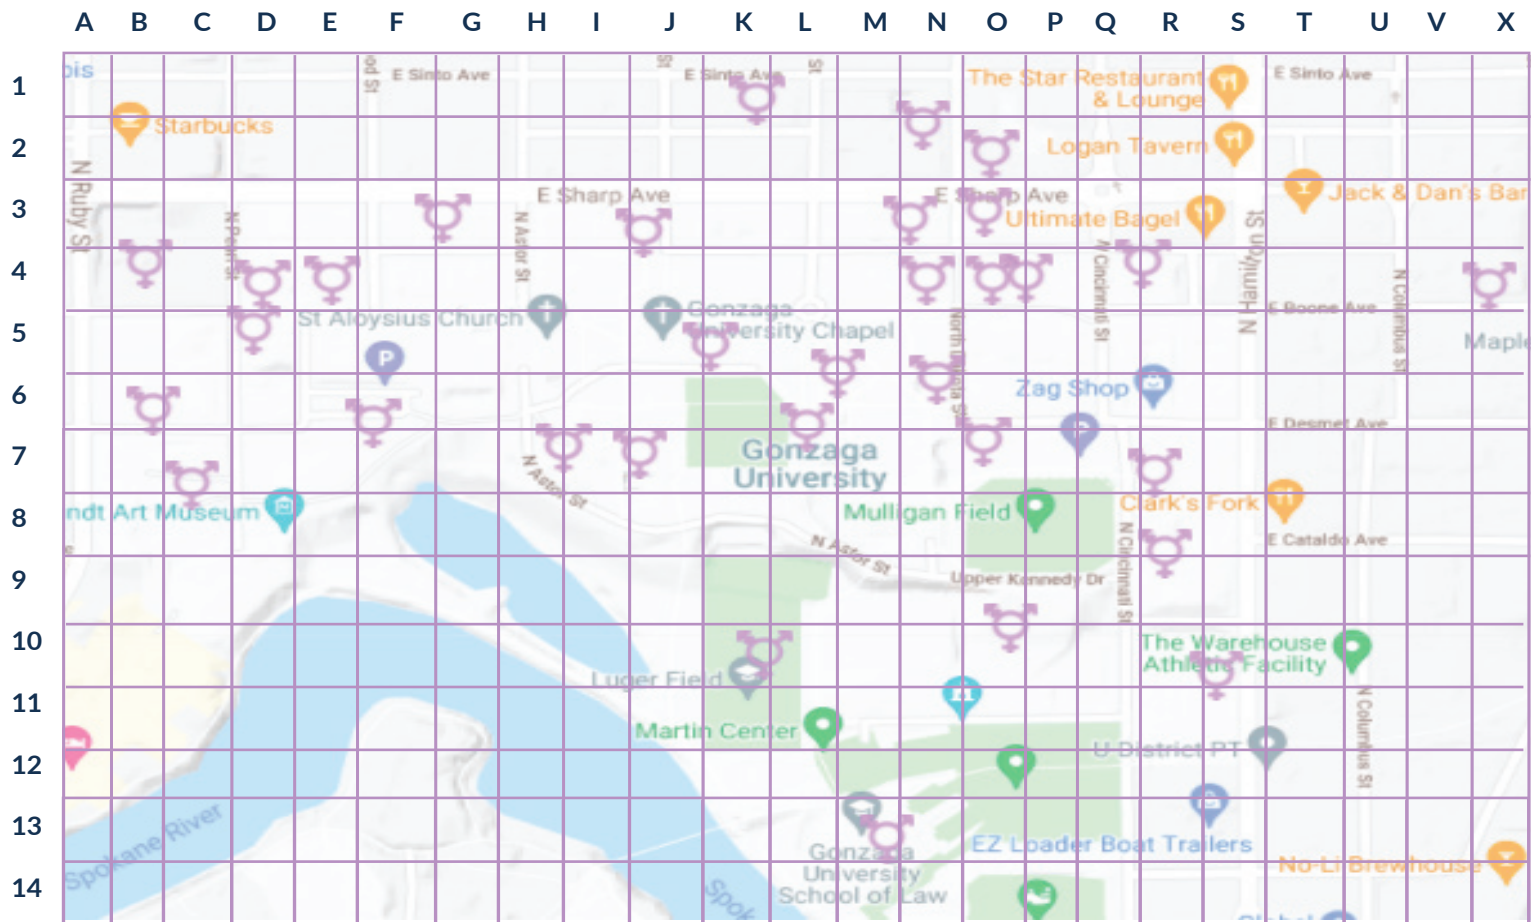 A B C D E F G H I J K L M N O P Q R S T U V W X
1
2
3
4
5
6
7
8
9
10
11
12
13
14
E Sinto Ave
E Sinto Ave
St
St
The Star Restaurant
& Lounge
E Sinto Ave
Starbucks
Logan Tavern
N Ruby St
E Sharp Ave
E Sharp Ave
Jack & Dan's Bar
Ultimate Bagel
N Pearl St
N Astor St
N Cincinnati St
N Hamilton St
N Columbus St
St Aloysius Church
Gonzaga
University Chapel
E Boone Ave
Maple
P
Zag Shop
E Desmet Ave
Gonzaga
University
N Astor St
ndt Art Museum
Mulligan Field
Clark's Fork
E Cataldo Ave
N Astor St
N Cincinnati St
Upper Kennedy Dr
The Warehouse
Athletic Facility
Luger Field
Martin Center
N Columbus St
U District PT
Spokane River
EZ Loader Boat Trailers
Gonzaga
University
School of Law
No-Li Brewhouse
Spok
Global